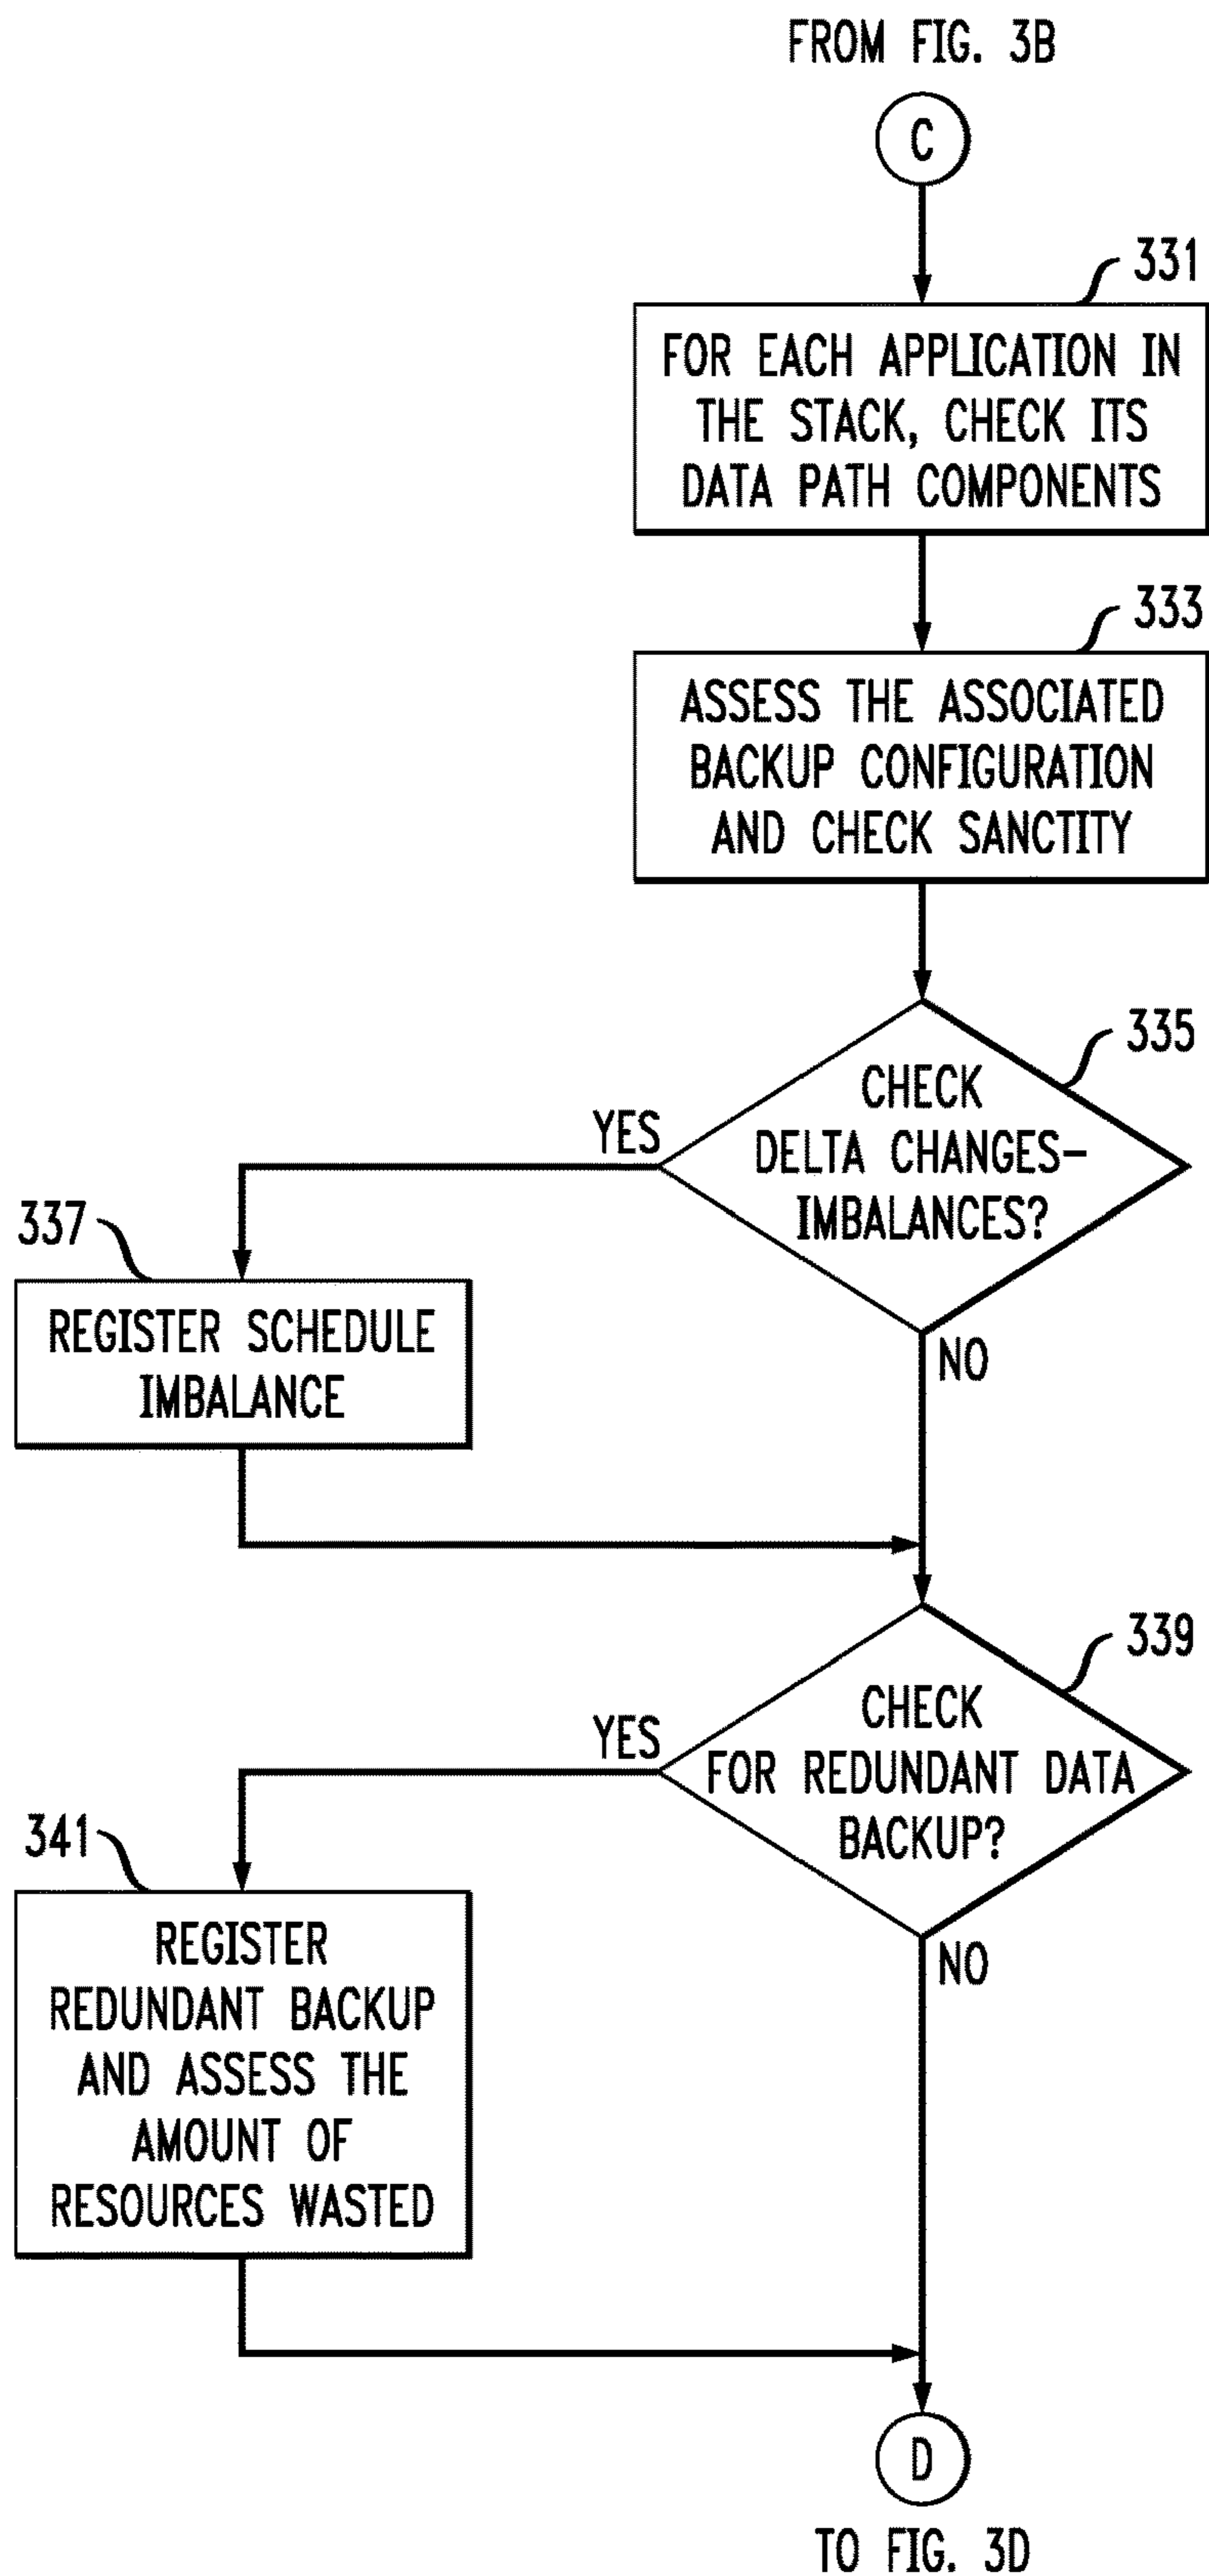 FROM FIG. 3B
C
331
FOR EACH APPLICATION IN
THE STACK, CHECK ITS
DATA PATH COMPONENTS
333
ASSESS THE ASSOCIATED
BACKUP CONFIGURATION
AND CHECK SANCTITY
335
CHECK
DELTA CHANGES-
IMBALANCES?
YES
NO
337
REGISTER SCHEDULE
IMBALANCE
339
CHECK
FOR REDUNDANT DATA
BACKUP?
YES
NO
341
REGISTER
REDUNDANT BACKUP
AND ASSESS THE
AMOUNT OF
RESOURCES WASTED
D
TO FIG. 3D